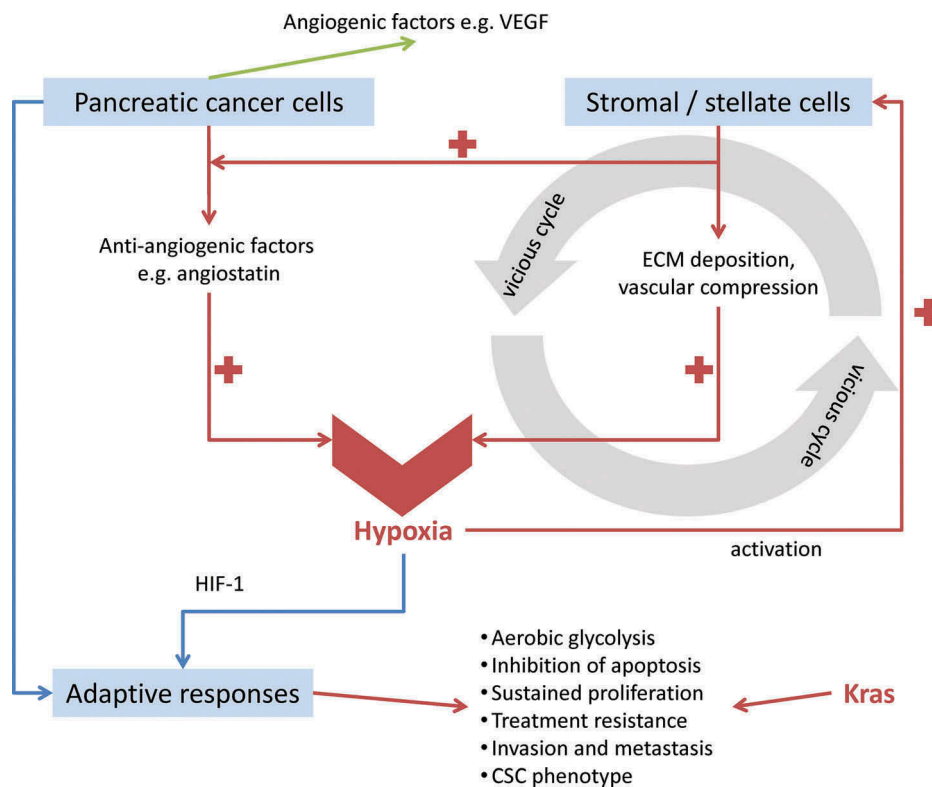 Angiogenic factors e.g. VEGF
Pancreatic cancer cells
Stromal / stellate cells
vicious cycle
Anti-angiogenic factors
e.g. angiostatin
ECM deposition,
vascular compression
vicious cycle
Hypoxia
activation
HIF-1
Adaptive responses
• Aerobic glycolysis
• Inhibition of apoptosis
• Sustained proliferation
• Treatment resistance
• Invasion and metastasis
• CSC phenotype
Kras